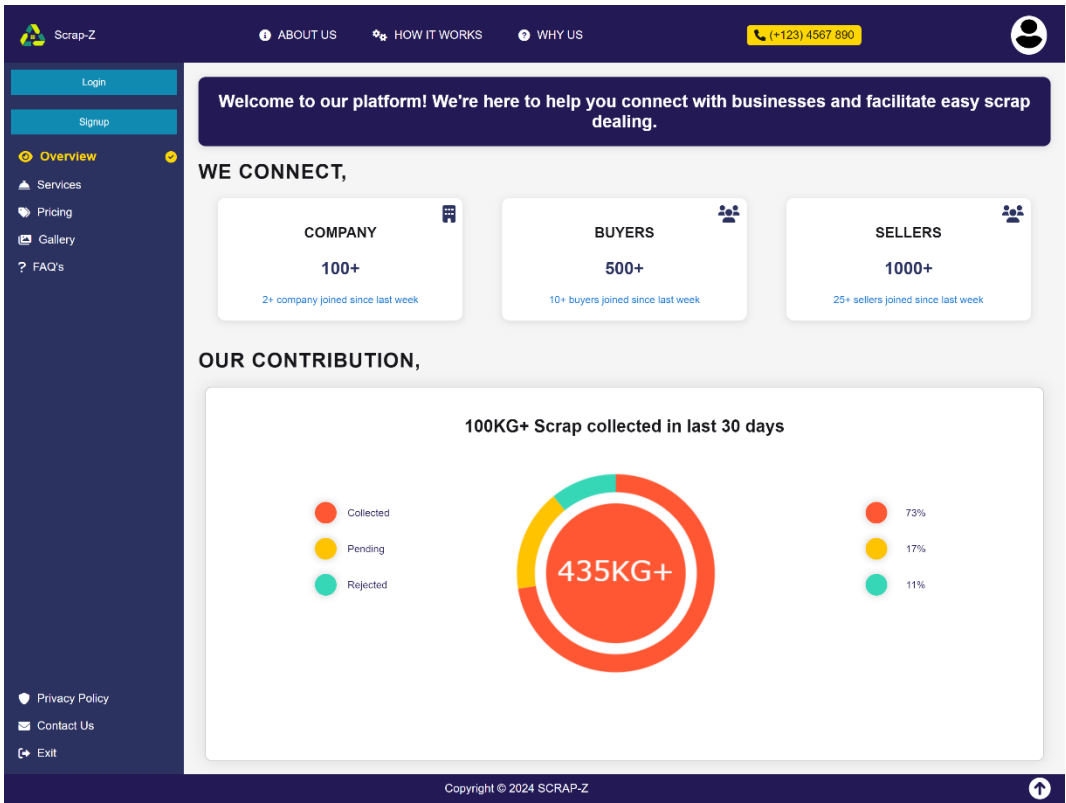 Scrap-Z
ABOUT US
HOW IT WORKS
WHY US
(+123) 4567 890
Login
Signup
Overview
Services
Pricing
Gallery
FAQ's
Privacy Policy
Contact Us
Exit
Welcome to our platform! We're here to help you connect with businesses and facilitate easy scrap
dealing.
WE CONNECT,
COMPANY
100+
2+ company joined since last week
BUYERS
500+
10+ buyers joined since last week
SELLERS
1000+
25+ sellers joined since last week
OUR CONTRIBUTION,
100KG+ Scrap collected in last 30 days
Collected
Pending
Rejected
435KG+
73%
17%
11%
Copyright © 2024 SCRAP-Z